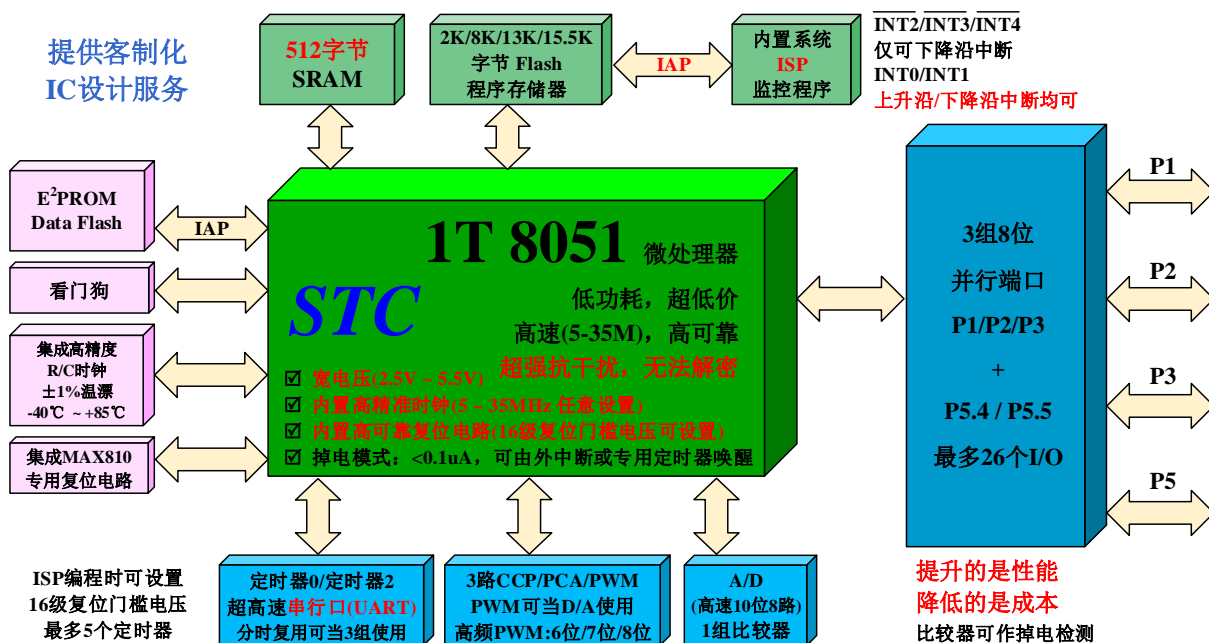 提供客制化
IC设计服务
512字节
SRAM
2K/8K/13K/15.5K
字节 Flash
程序存储器
IAP
内置系统
ISP
监控程序
INT2/INT3/INT4
仅可下降沿中断
INT0/INT1
上升沿/下降沿中断均可
E²PROM
Data Flash
IAP
看门狗
集成高精度
R/C时钟
±1%温漂
-40℃ ~ +85℃
集成MAX810
专用复位电路
1T 8051 微处理器
STC
低功耗，超低价
高速(5-35M)，高可靠
超强抗干扰，无法解密
☑ 宽电压(2.5V ~ 5.5V)
☑ 内置高精准时钟(5 ~ 35MHz 任意设置)
☑ 内置高可靠复位电路(16级复位门槛电压可设置)
☑ 掉电模式：<0.1uA，可由外中断或专用定时器唤醒
3组8位
并行端口
P1/P2/P3
+
P5.4 / P5.5
最多26个I/O
P1
P2
P3
P5
ISP编程时可设置
16级复位门槛电压
最多5个定时器
定时器0/定时器2
超高速串行口(UART)
分时复用可当3组使用
3路CCP/PCA/PWM
PWM可当D/A使用
高频PWM:6位/7位/8位
A/D
(高速10位8路)
1组比较器
提升的是性能
降低的是成本
比较器可作掉电检测